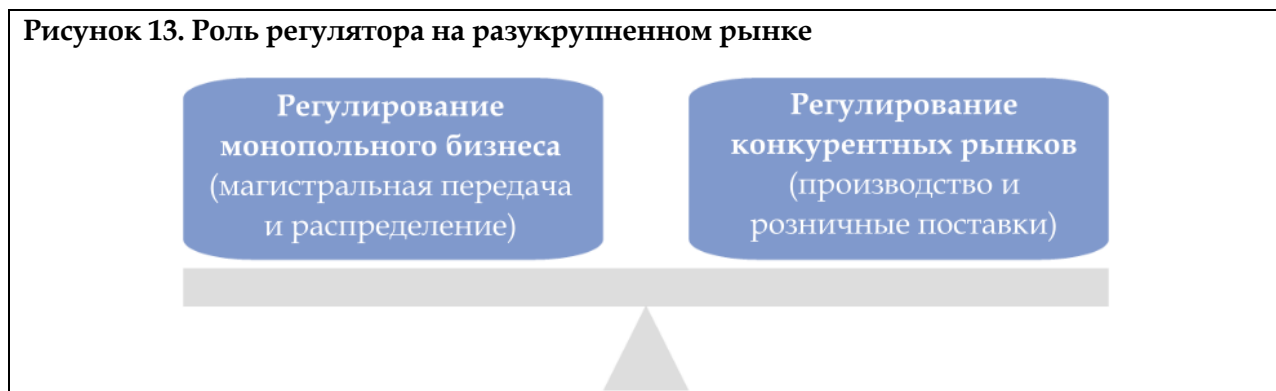 Рисунок 13. Роль регулятора на разукрупненном рынке
Регулирование
монопольного бизнеса
(магистральная передача
и распределение)
Регулирование
конкурентных рынков
(производство и
розничные поставки)